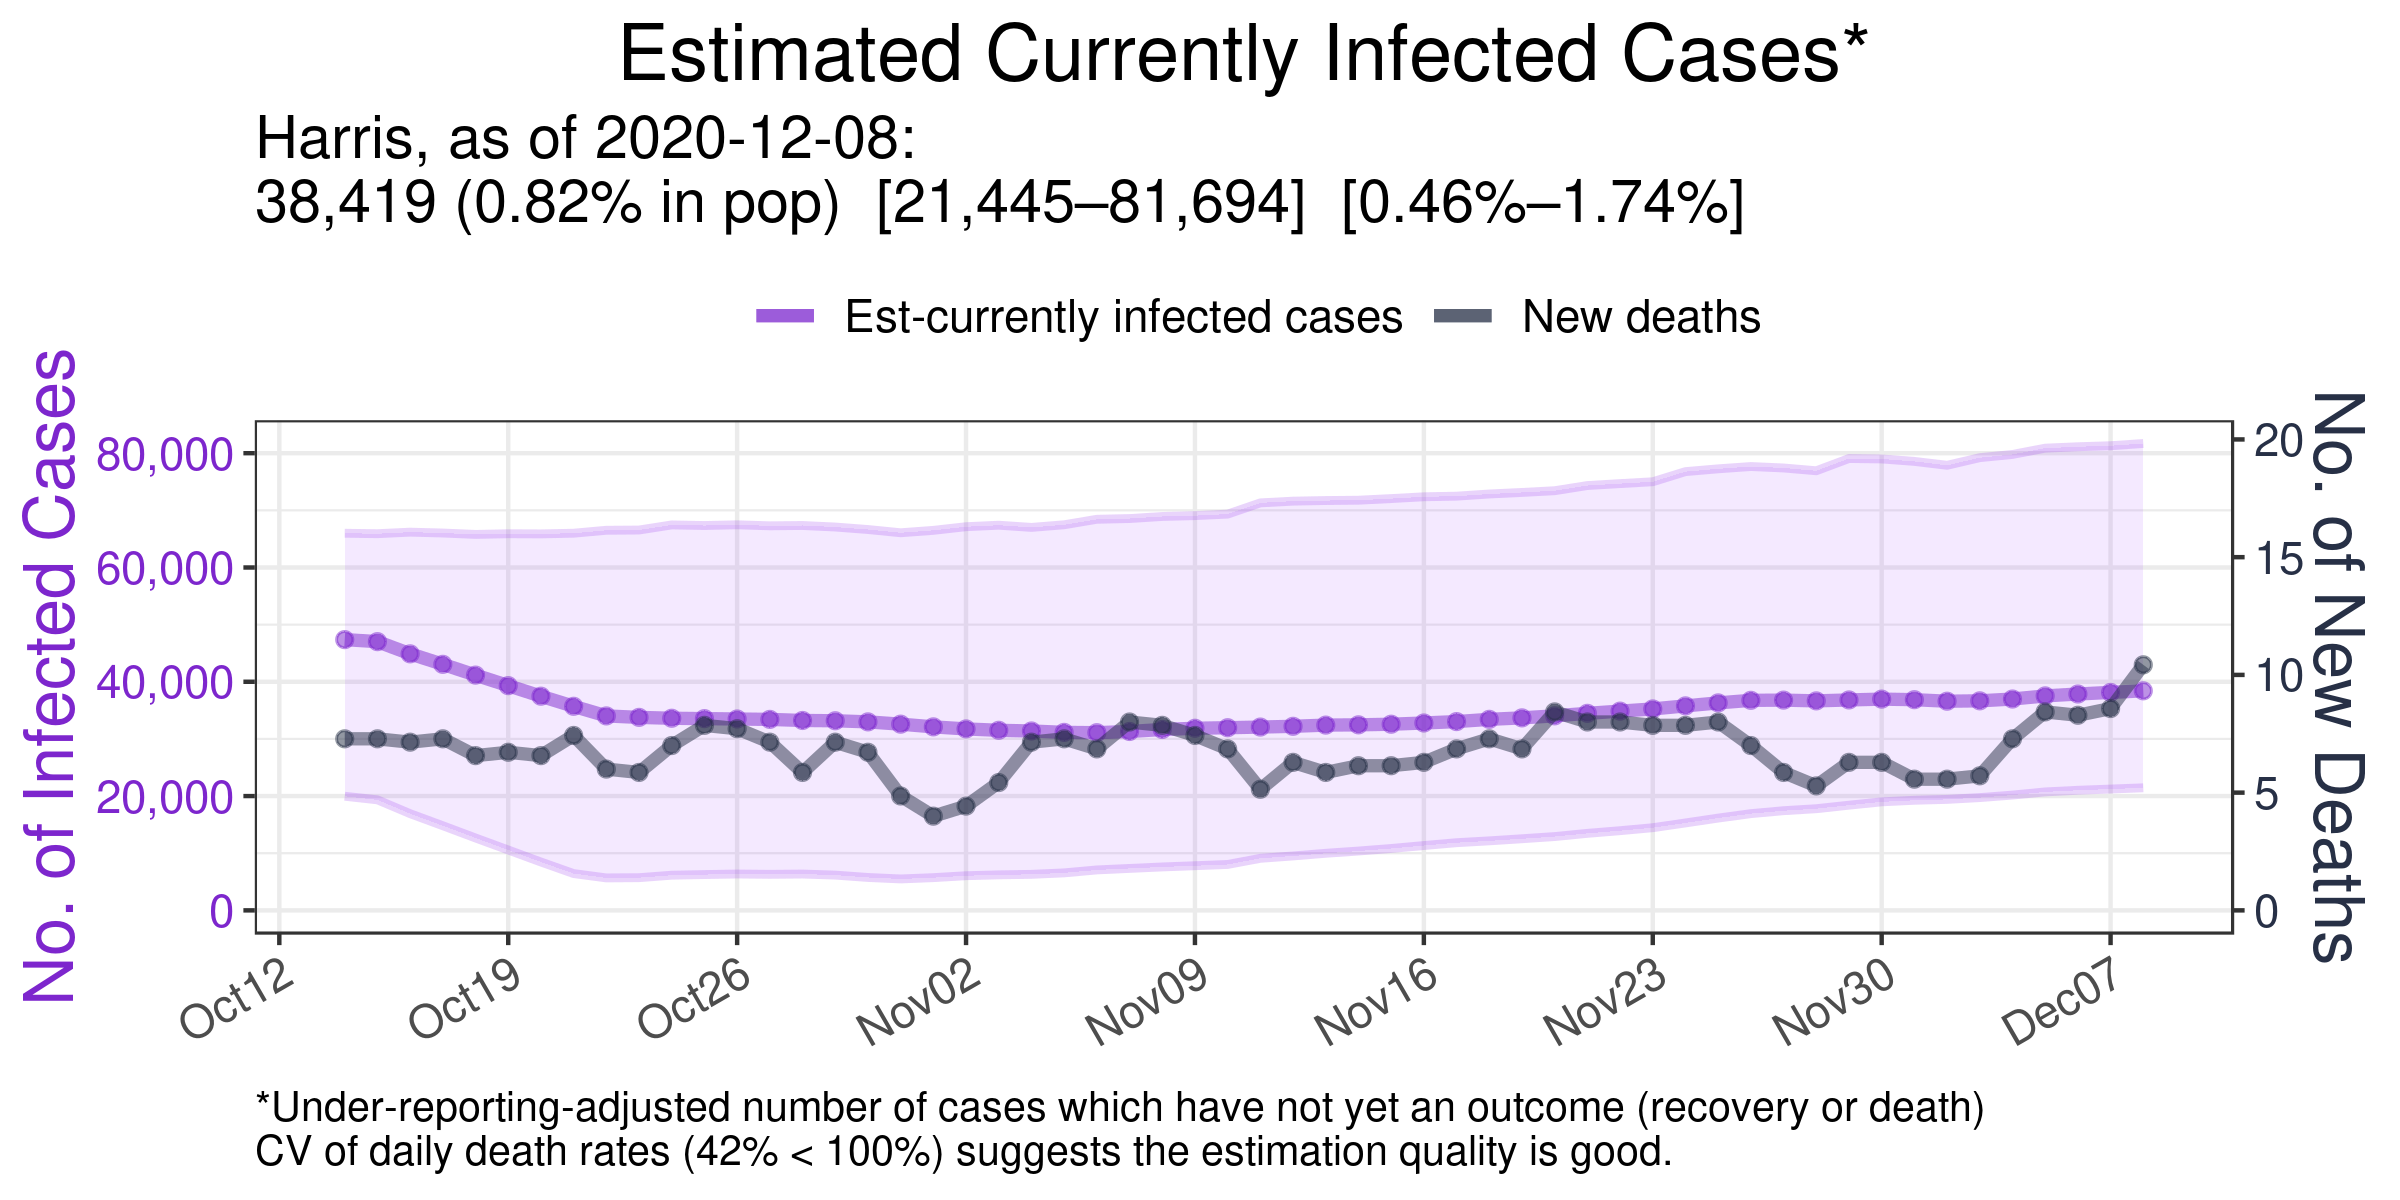 Estimated Currently Infected Cases*
Harris, as of 2020-12-08:
38,419 (0.82% in pop)  [21,445–81,694]  [0.46%–1.74%]
Est-currently infected cases
New deaths
No. of Infected Cases
80,000
60,000
40,000
20,000
0
20
15
10
5
0
No. of New Deaths
Oct12
Oct19
Oct26
Nov02
Nov09
Nov16
Nov23
Nov30
Dec07
*Under-reporting-adjusted number of cases which have not yet an outcome (recovery or death)
CV of daily death rates (42% < 100%) suggests the estimation quality is good.